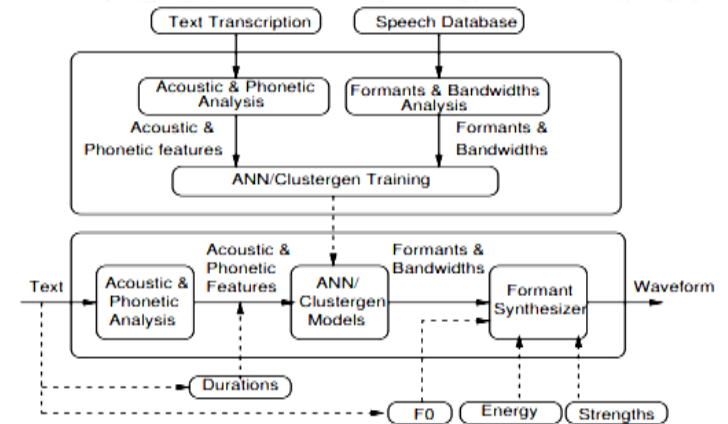 Text Transcription
Speech Database
Acoustic & Phonetic
Analysis
Formants & Bandwidths
Analysis
Acoustic &
Phonetic features
Formants &
Bandwidths
ANN/Clustergen Training
Text
Acoustic &
Phonetic
Analysis
Acoustic &
Phonetic
Features
ANN/
Clustergen
Models
Formants &
Bandwidths
Formant
Synthesizer
Waveform
Durations
F0
Energy
Strengths